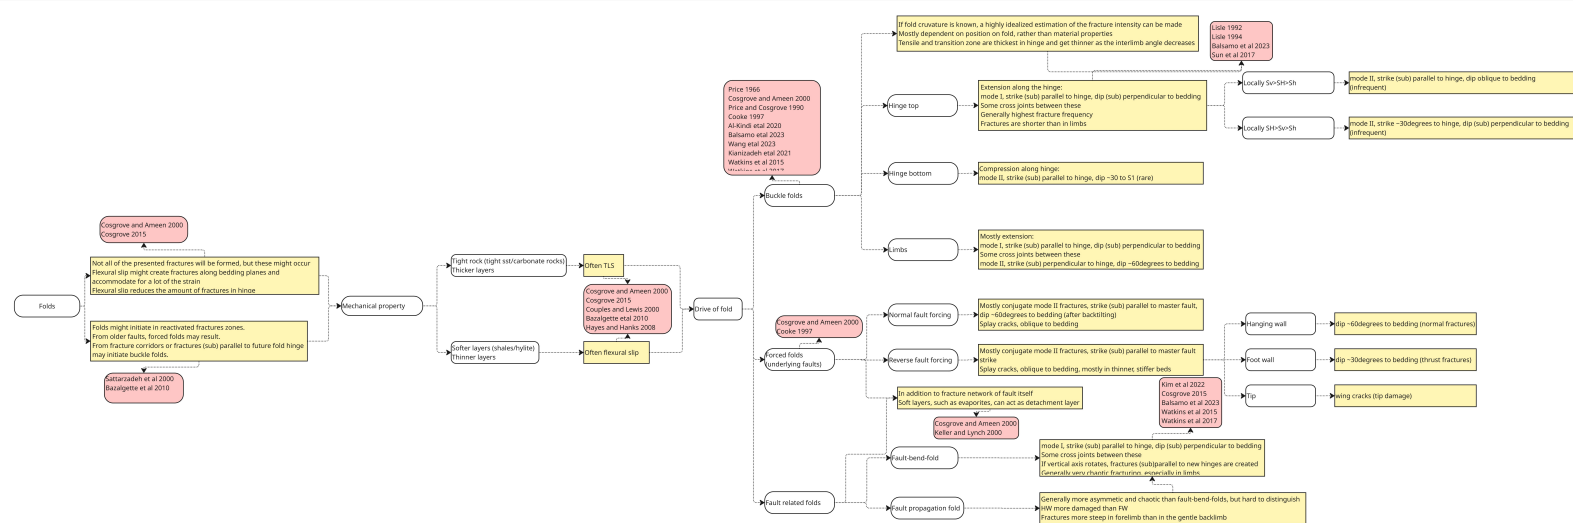 If fold cruvature is known, a highly idealized estimation of the fracture intensity can be made
Mostly dependent on position on fold, rather than material properties
Tensile and transition zone are thickest in hinge and get thinner as the interlimb angle decreases
Lisle 1992
Lisle 1994
Balsamo et al 2023
Sun et al 2017
Price 1966
Cosgrove and Ameen 2000
Price and Cosgrove 1990
Cooke 1997
Al-Kindi etal 2020
Balsamo etal 2023
Wang etal 2023
Kianizadeh etal 2021
Watkins et al 2015
Watkins et al 2017
Hinge top
Extension along the hinge:
mode I, strike (sub) parallel to hinge, dip (sub) perpendicular to bedding
Some cross joints between these
Generally highest fracture frequency
Fractures are shorter than in limbs
Locally Sv>SH>Sh
mode II, strike (sub) parallel to hinge, dip oblique to bedding
(infrequent)
Locally SH>Sv>Sh
mode II, strike ~30degrees to hinge, dip (sub) perpendicular to bedding
(infrequent)
Hinge bottom
Compression along hinge:
mode II, strike (sub) parallel to hinge, dip ~30 to S1 (rare)
Buckle folds
Limbs
Mostly extension:
mode I, strike (sub) parallel to hinge, dip (sub) perpendicular to bedding
Some cross joints between these
mode II, strike (sub) perpendicular to hinge, dip ~60degrees to bedding
Cosgrove and Ameen 2000
Cosgrove 2015
Not all of the presented fractures will be formed, but these might occur
Flexural slip might create fractures along bedding planes and
accommodate for a lot of the strain
Flexural slip reduces the amount of fractures in hinge
Folds
Folds might initiate in reactivated fractures zones.
From older faults, forced folds may result.
From fracture corridors or fractures (sub) parallel to future fold hinge
may initiate buckle folds.
Sattarzadeh et al 2000
Bazalgette et al 2010
Mechanical property
Tight rock (tight sst/carbonate rocks)
Thicker layers
Often TLS
Cosgrove and Ameen 2000
Cosgrove 2015
Couples and Lewis 2000
Bazalgette etal 2010
Hayes and Hanks 2008
Softer layers (shales/hylite)
Thinner layers
Often flexural slip
Drive of fold
Cosgrove and Ameen 2000
Cooke 1997
Forced folds
(underlying faults)
Normal fault forcing
Mostly conjugate mode II fractures, strike (sub) parallel to master fault,
dip ~60degrees to bedding (after backtilting)
Splay cracks, oblique to bedding
Reverse fault forcing
Mostly conjugate mode II fractures, strike (sub) parallel to master fault
strike
Splay cracks, oblique to bedding, mostly in thinner, stiffer beds
Hanging wall
dip ~60degrees to bedding (normal fractures)
Foot wall
dip ~30degrees to bedding (thrust fractures)
Tip
wing cracks (tip damage)
In addition to fracture network of fault itself
Soft layers, such as evaporites, can act as detachment layer
Cosgrove and Ameen 2000
Keller and Lynch 2000
Kim et al 2022
Cosgrove 2015
Balsamo et al 2023
Watkins et al 2015
Watkins et al 2017
Fault related folds
Fault-bend-fold
mode I, strike (sub) parallel to hinge, dip (sub) perpendicular to bedding
Some cross joints between these
If vertical axis rotates, fractures (sub)parallel to new hinges are created
Generally very chaotic fracturing, especially in limbs
Fault propagation fold
Generally more asymmetric and chaotic than fault-bend-folds, but hard to distinguish
HW more damaged than FW
Fractures more steep in forelimb than in the gentle backlimb